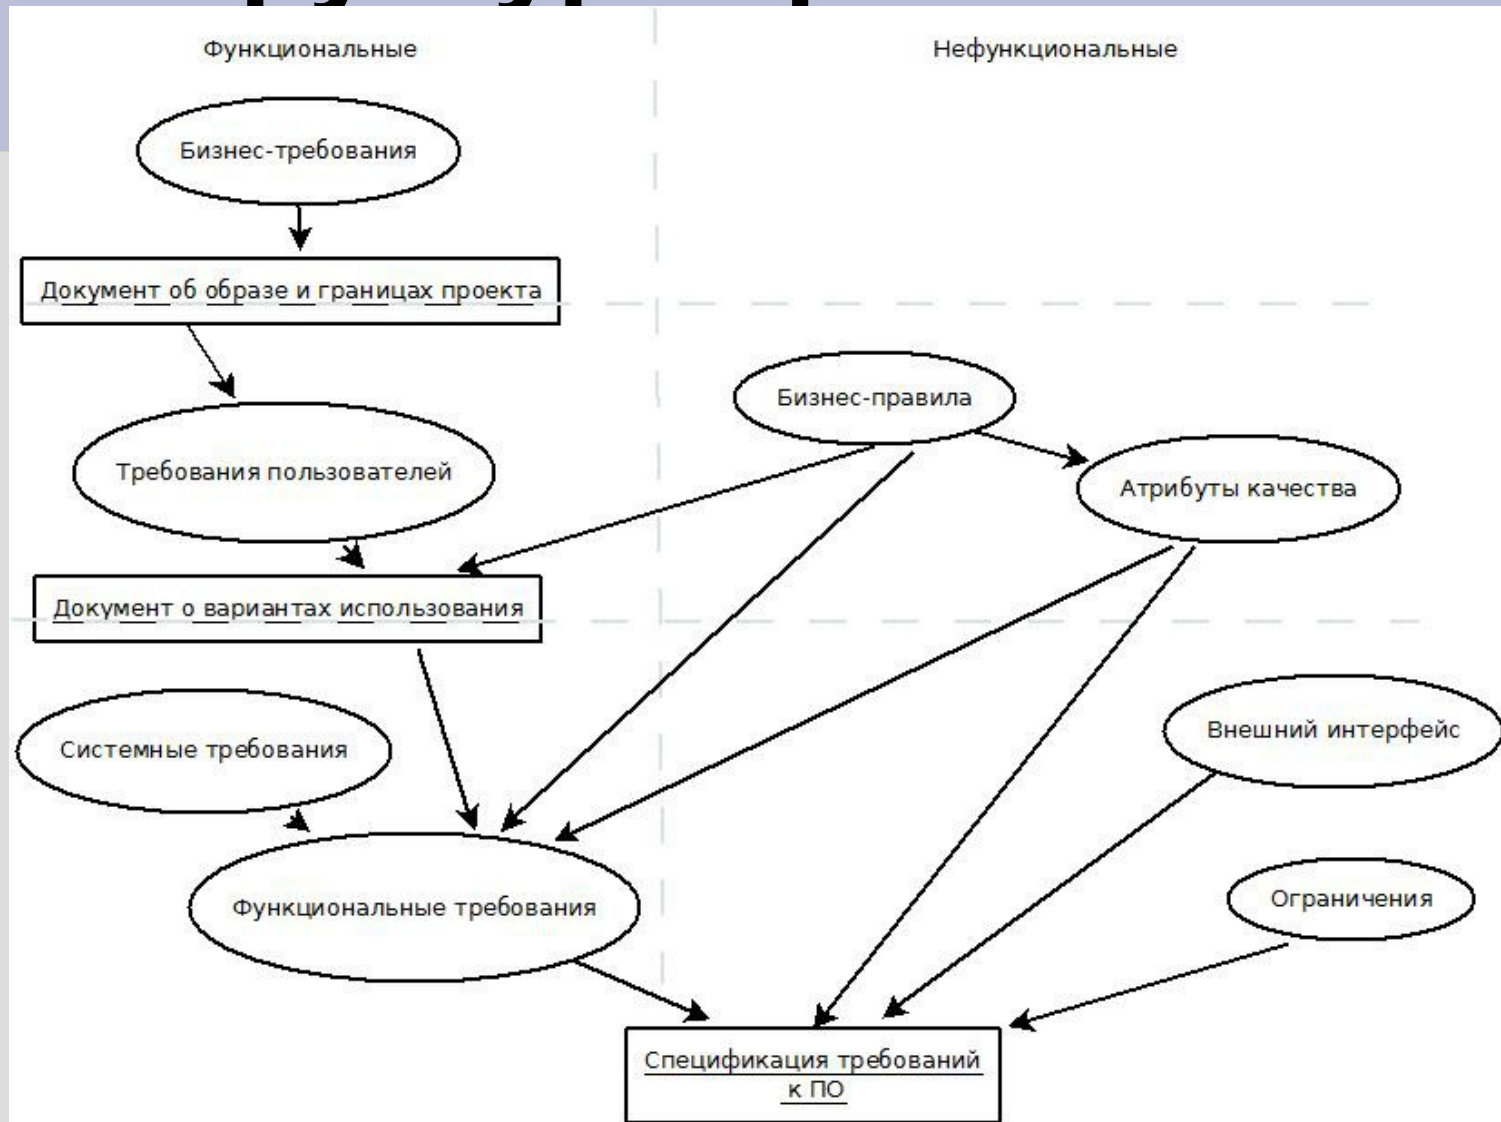 Функциональные
Нефункциональные
Бизнес-требования
Документ об образе и границах проекта
Бизнес-правила
Требования пользователей
Атрибуты качества
Документ о вариантах использования
Внешний интерфейс
Системные требования
Ограничения
Функциональные требования
Спецификация требований
к ПО